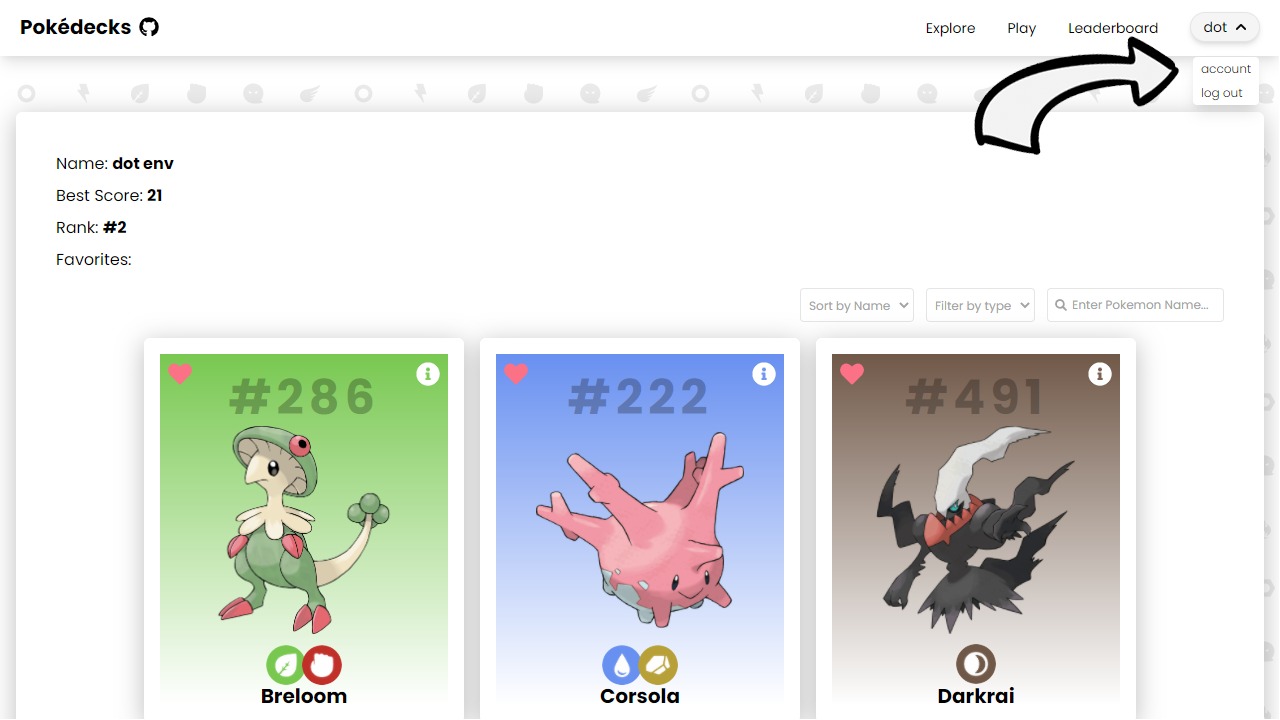 Pokédecks
Explore
Play
Leaderboard
dot
account
log out
Name: dot env
Best Score: 21
Rank: #2
Favorites:
Sort by Name
Filter by type
Enter Pokemon Name...
#286
#222
#491
Breloom
Corsola
Darkrai